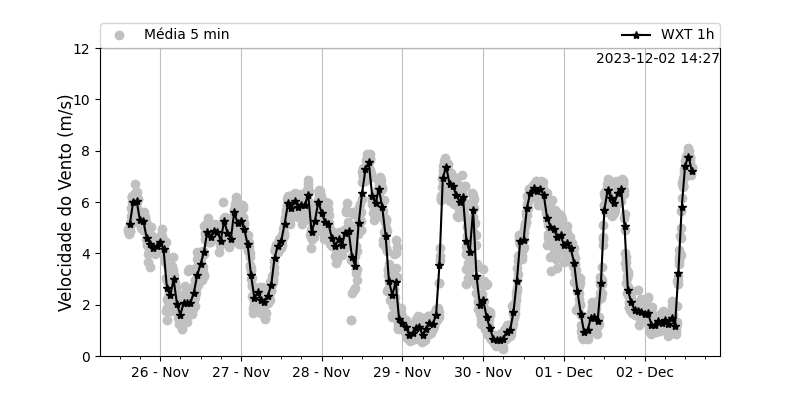 Média 5 min
WXT 1h
2023-12-02 14:27
Velocidade do Vento (m/s)
12
10
8
6
4
2
0
26 - Nov 27 - Nov 28 - Nov 29 - Nov 30 - Nov 01 - Dec 02 - Dec